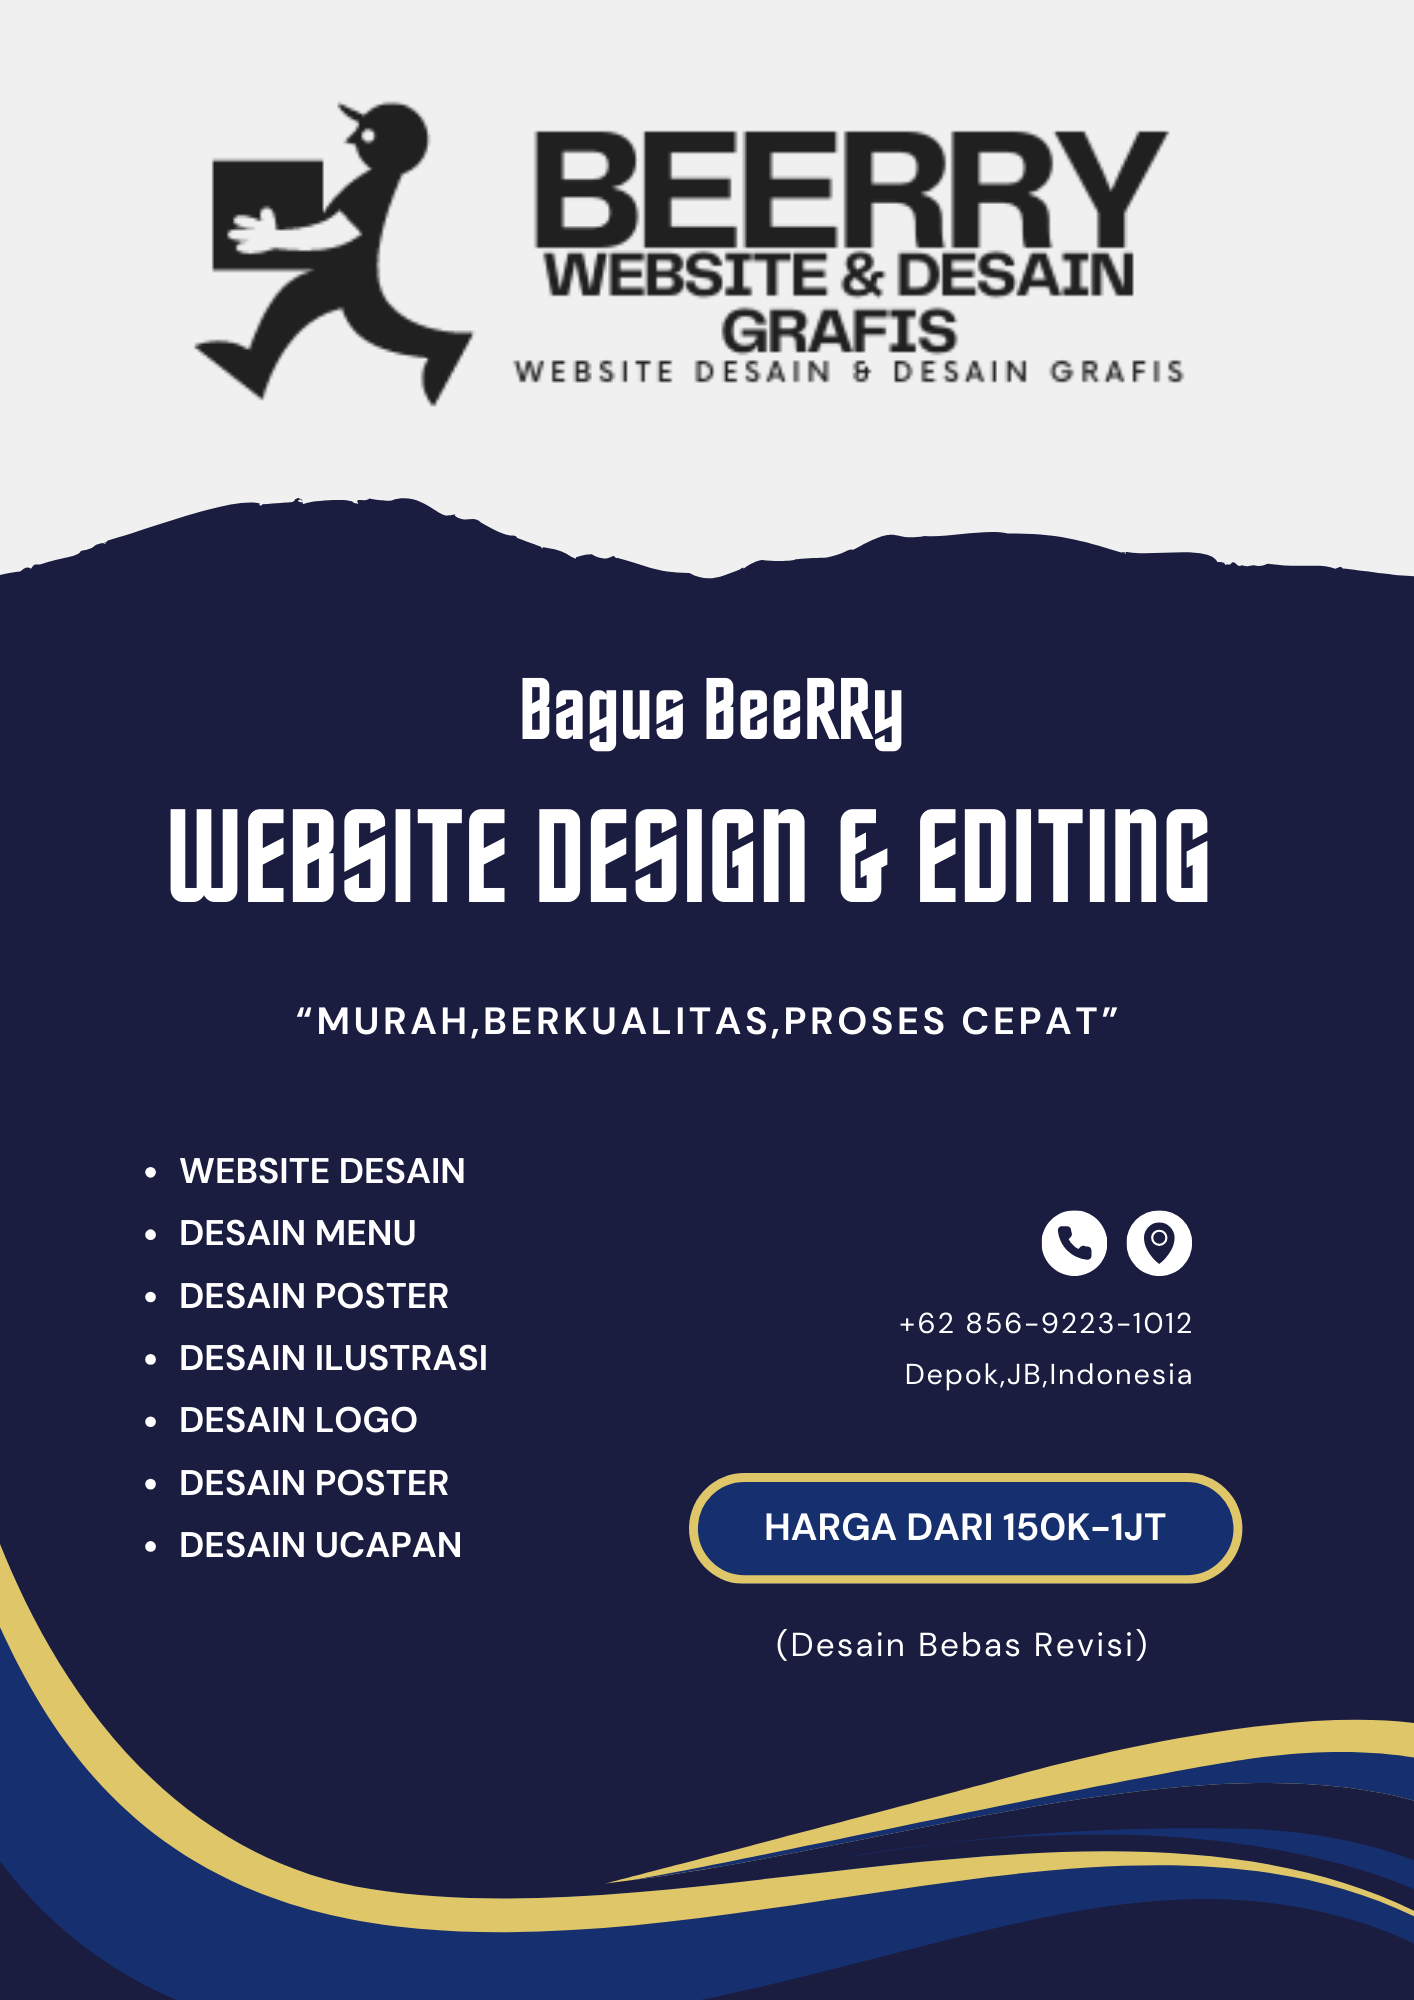 BEERRY
WEBSITE & DESAIN
GRAFIS
WEBSITE DESAIN & DESAIN GRAFIS
Bagus BeeRRy
WEBSITE DESIGN & EDITING
“MURAH,BERKUALITAS,PROSES CEPAT”
• WEBSITE DESAIN
• DESAIN MENU
• DESAIN POSTER
• DESAIN ILUSTRASI
• DESAIN LOGO
• DESAIN POSTER
• DESAIN UCAPAN
+62 856-9223-1012
Depok,JB,Indonesia
HARGA DARI 150K-1JT
(Desain Bebas Revisi)